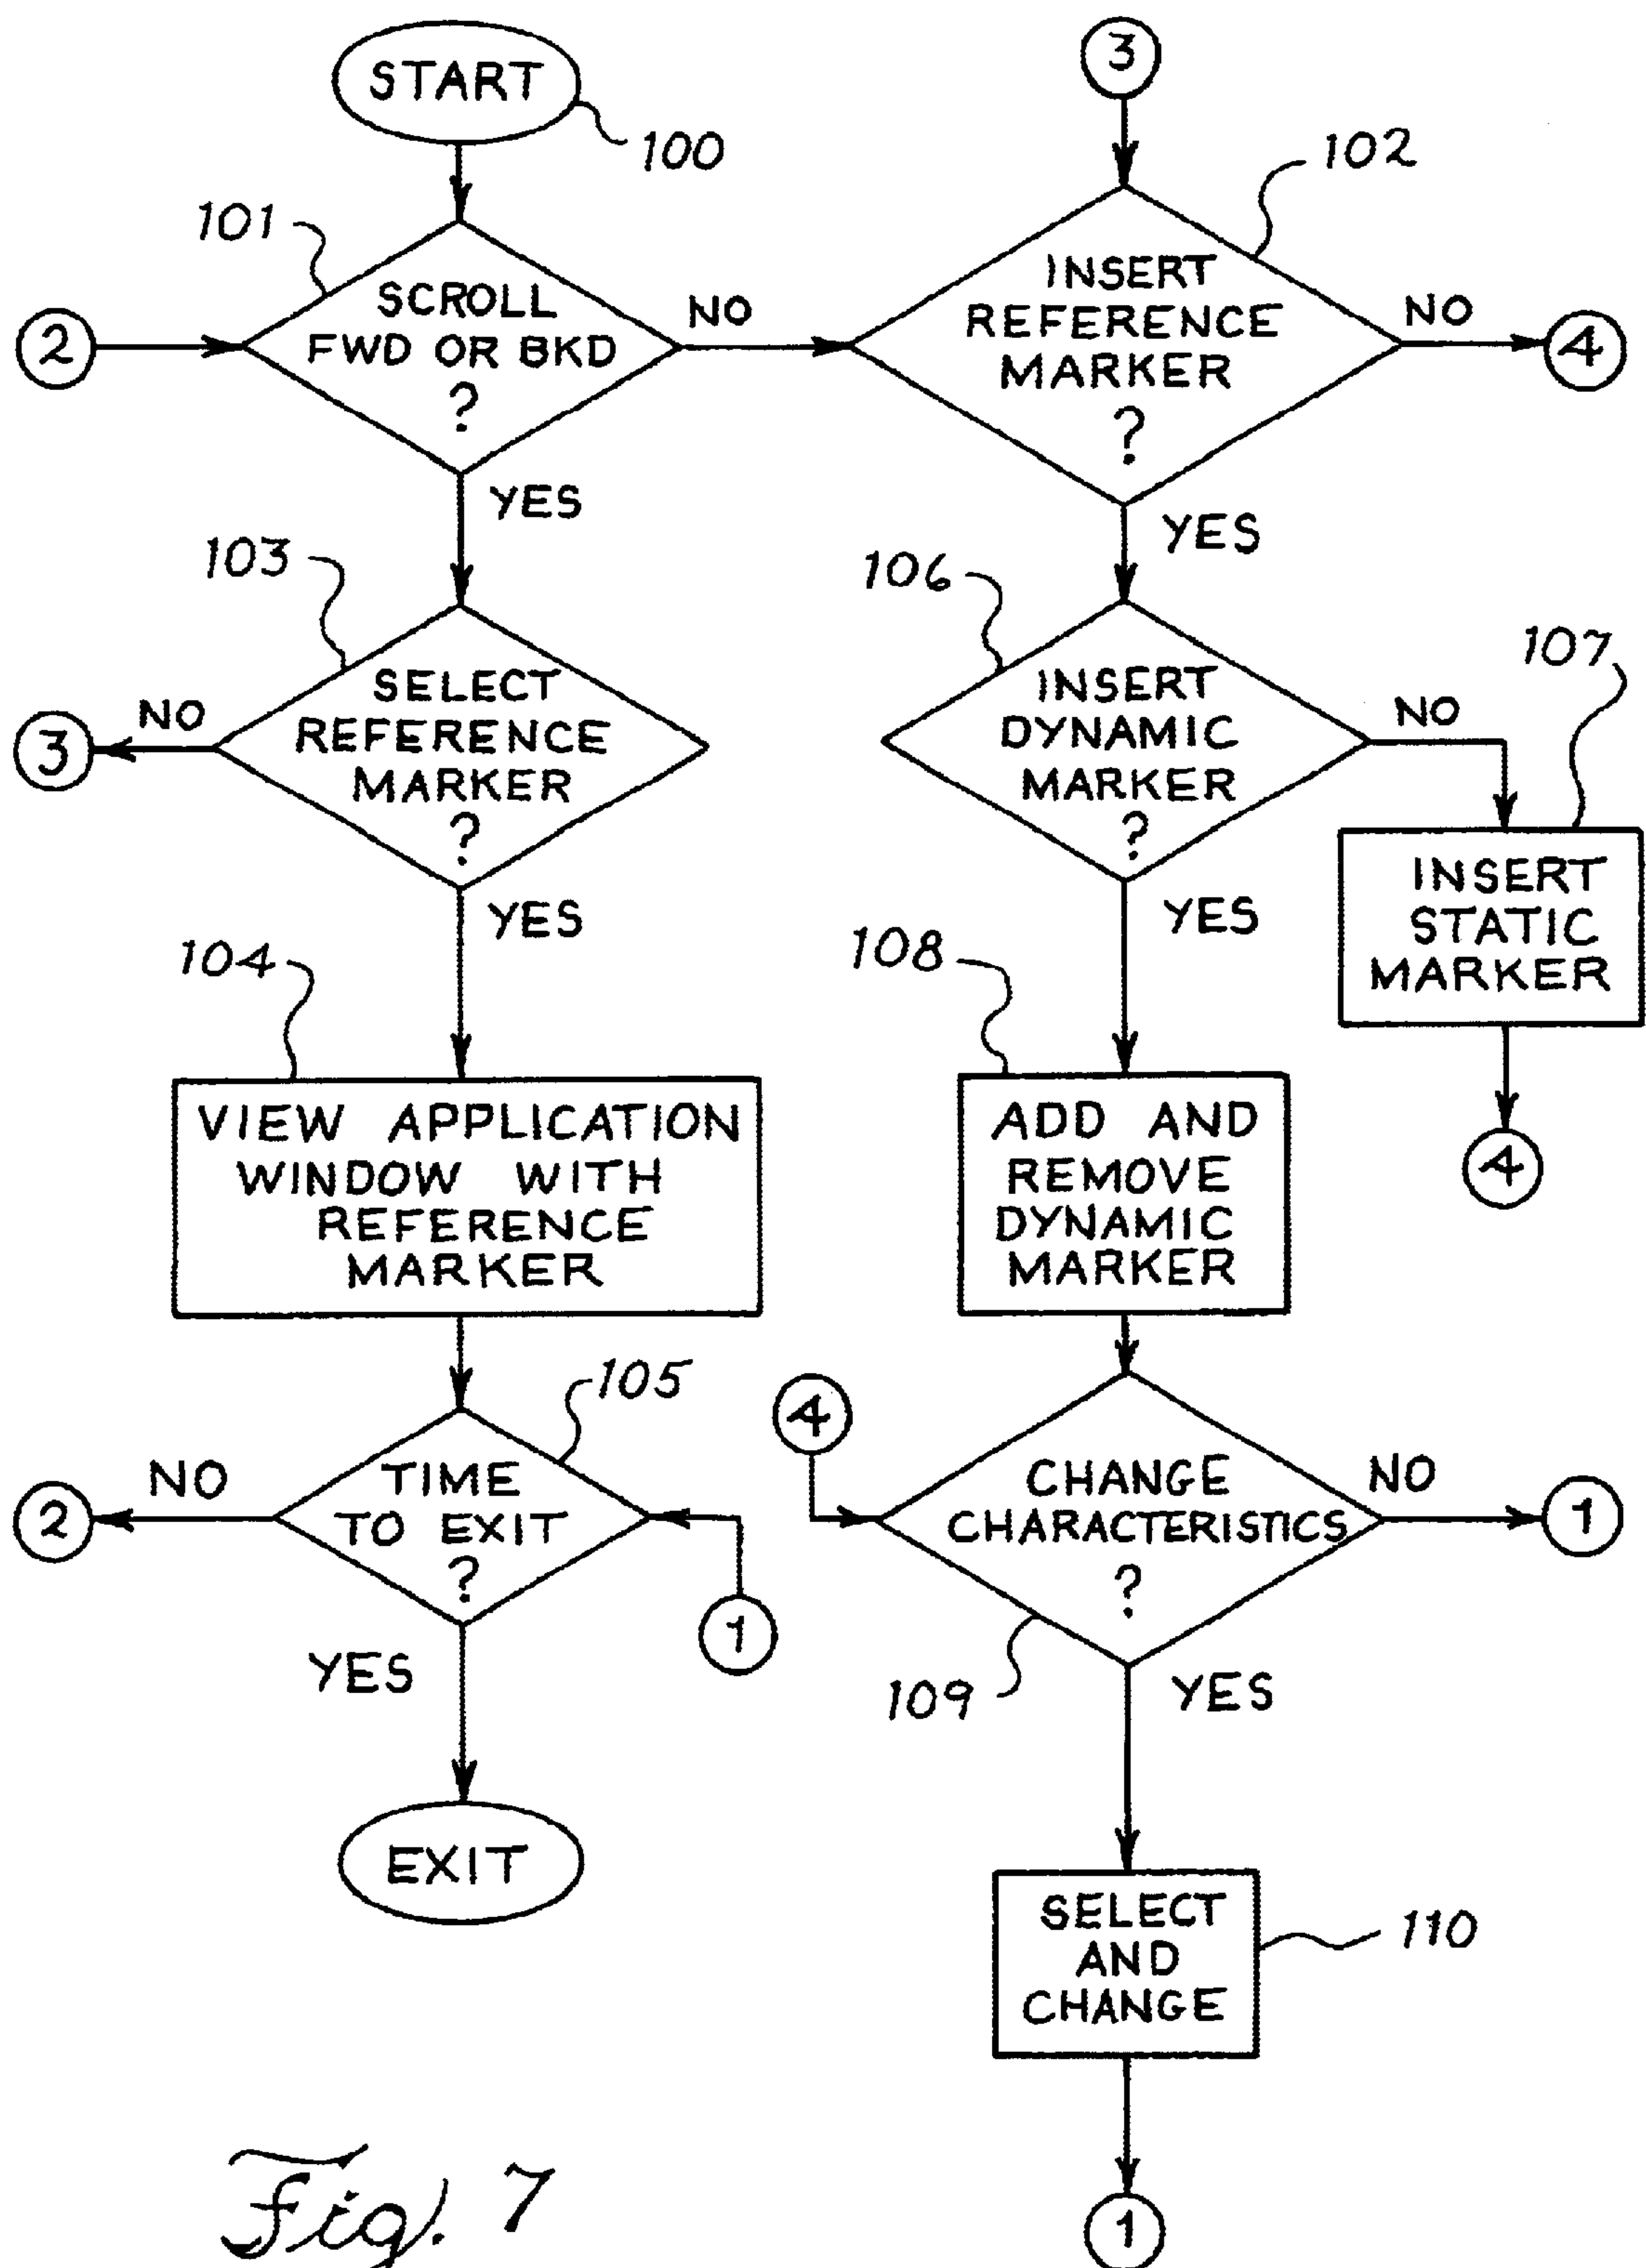 START
100
101
SCROLL
FWD OR BKD
?
2
NO
YES
3
102
INSERT
REFERENCE
MARKER
?
NO
4
YES
103
SELECT
REFERENCE
MARKER
?
NO
3
YES
106
INSERT
DYNAMIC
MARKER
?
NO
YES
107
INSERT
STATIC
MARKER
4
104
VIEW APPLICATION
WINDOW WITH
REFERENCE
MARKER
108
ADD AND
REMOVE
DYNAMIC
MARKER
105
TIME
TO EXIT
?
NO
2
1
YES
EXIT
4
CHANGE
CHARACTERISTICS
?
NO
1
109
YES
SELECT
AND
CHANGE
110
1
Fig. 7